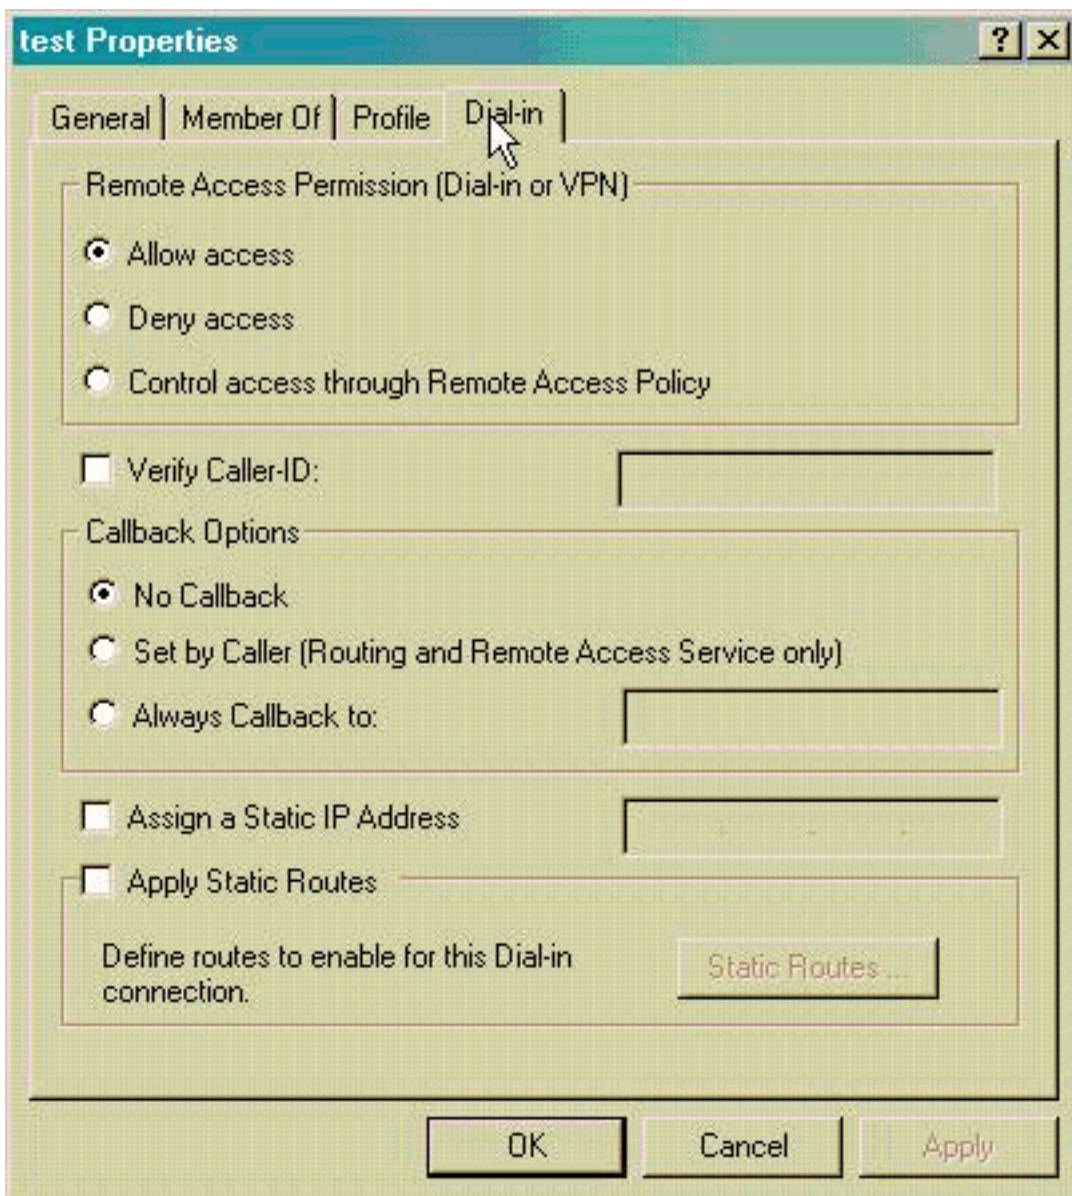 test Properties
General Member Of Profile Dial-in
Remote Access Permission (Dial-in or VPN)
Allow access
Deny access
Control access through Remote Access Policy
Verify Caller-ID:
Callback Options
No Callback
Set by Caller (Routing and Remote Access Service only)
Always Callback to:
Assign a Static IP Address
Apply Static Routes
Define routes to enable for this Dial-in
connection.
Static Routes ...
OK Cancel Apply